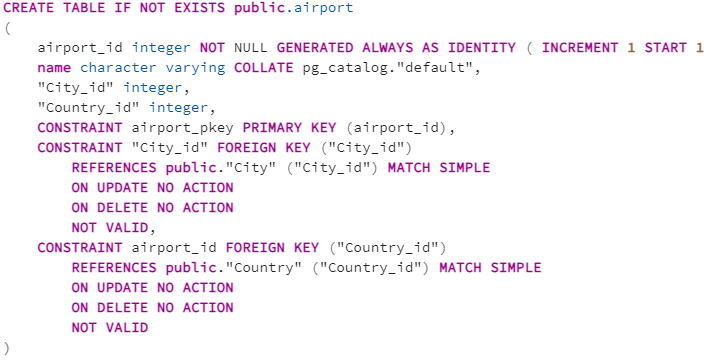 CREATE TABLE IF NOT EXISTS public.airport
(
airport_id integer NOT NULL GENERATED ALWAYS AS IDENTITY ( INCREMENT 1 START 1
name character varying COLLATE pg_catalog."default",
"City_id" integer,
"Country_id" integer,
CONSTRAINT airport_pkey PRIMARY KEY (airport_id),
CONSTRAINT "City_id" FOREIGN KEY ("City_id")
REFERENCES public."City" ("City_id") MATCH SIMPLE
ON UPDATE NO ACTION
ON DELETE NO ACTION
NOT VALID,
CONSTRAINT airport_id FOREIGN KEY ("Country_id")
REFERENCES public."Country" ("Country_id") MATCH SIMPLE
ON UPDATE NO ACTION
ON DELETE NO ACTION
NOT VALID
)